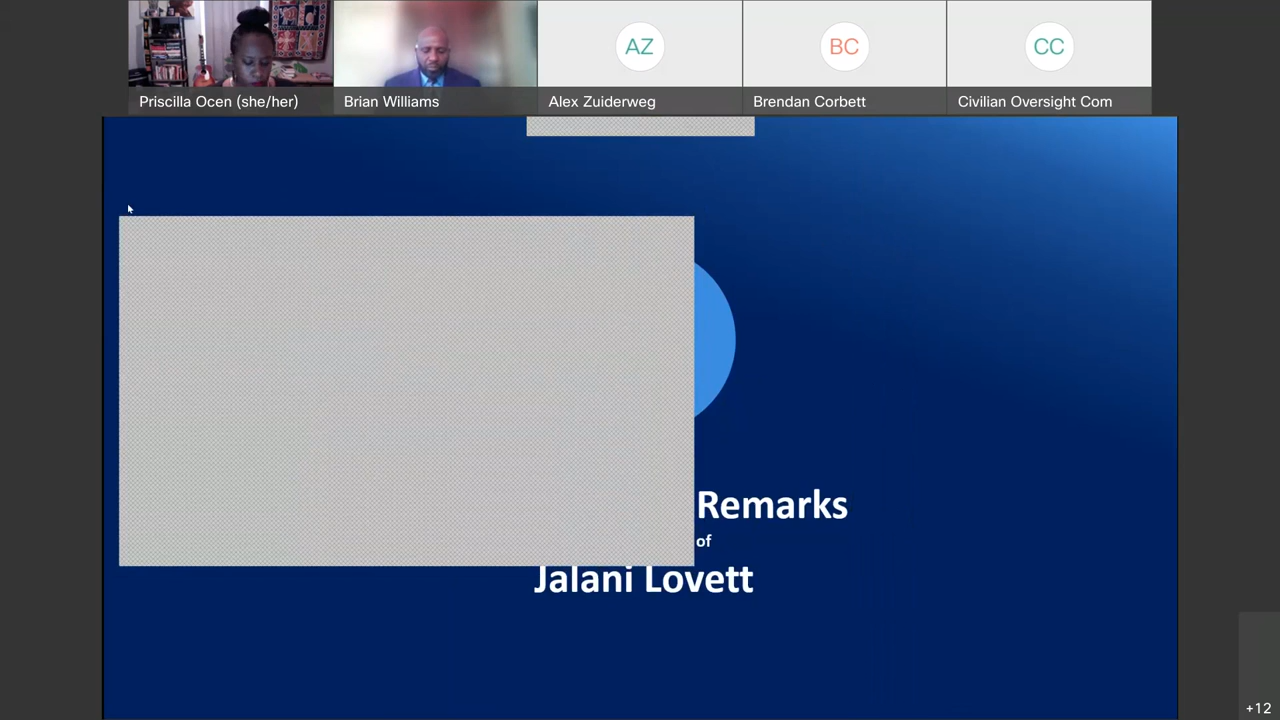 AZ
BC
CC
Priscilla Ocen (she/her)
Brian Williams
Alex Zuiderweg
Brendan Corbett
Civilian Oversight Com
Remarks
of
Jalani Lovett
+12